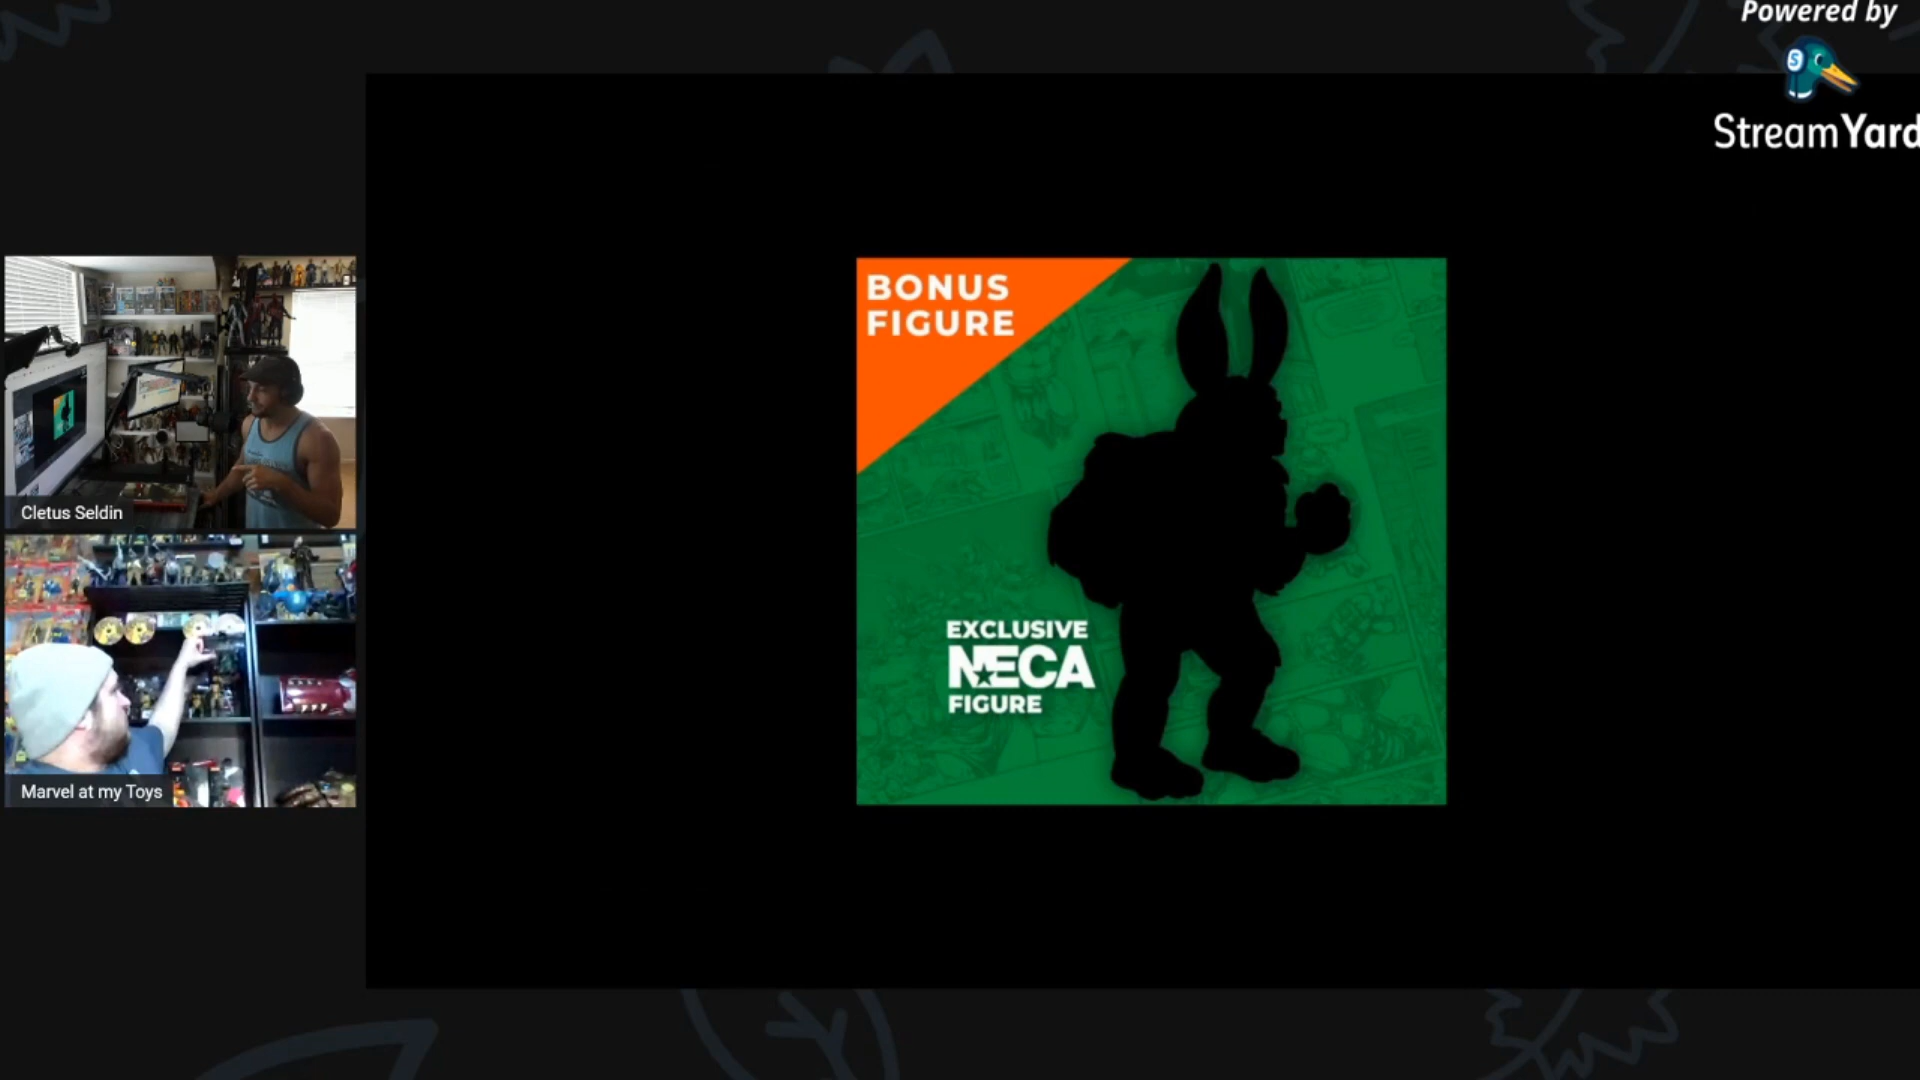 Powered by
StreamYard
BONUS
FIGURE
EXCLUSIVE
NECA
FIGURE
Cletus Seldin
Marvel at my Toys